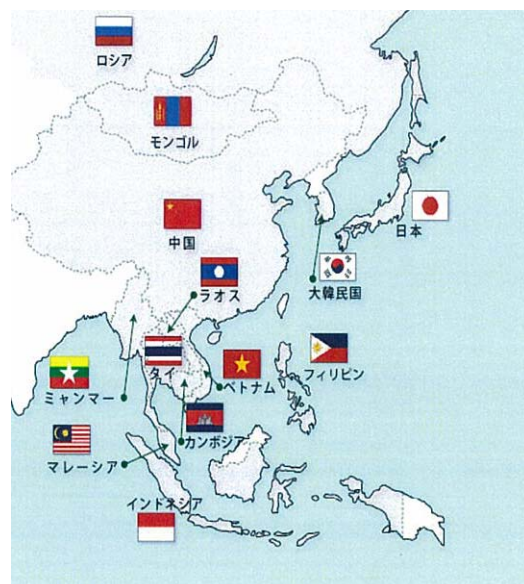 ロシア
モンゴル
中国
日本
ラオス
大韓民国
タイ
ベトナム
フィリピン
ミャンマー
カンボジア
マレーシア
インドネシア